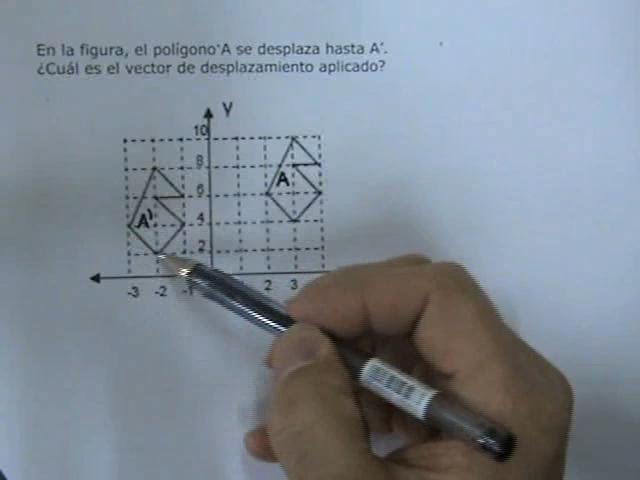 En la figura, el polígono A se desplaza hasta A'.
¿Cuál es el vector de desplazamiento aplicado?
Y
10
8
A
6
A'
4
2
-3 -2 -1 2 3